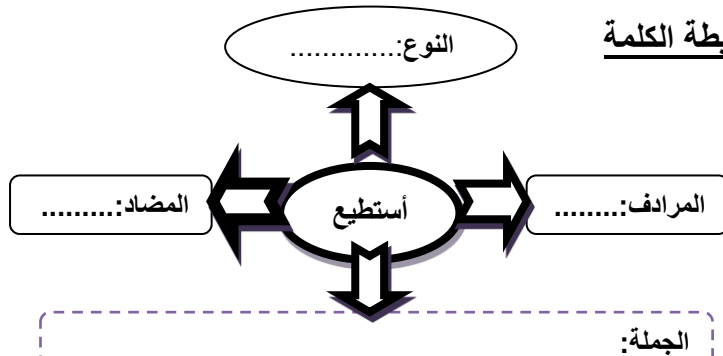 طة الكلمة
النوع:.............
المرادف:........
أستطيع
المضاد:.........
الجملة: